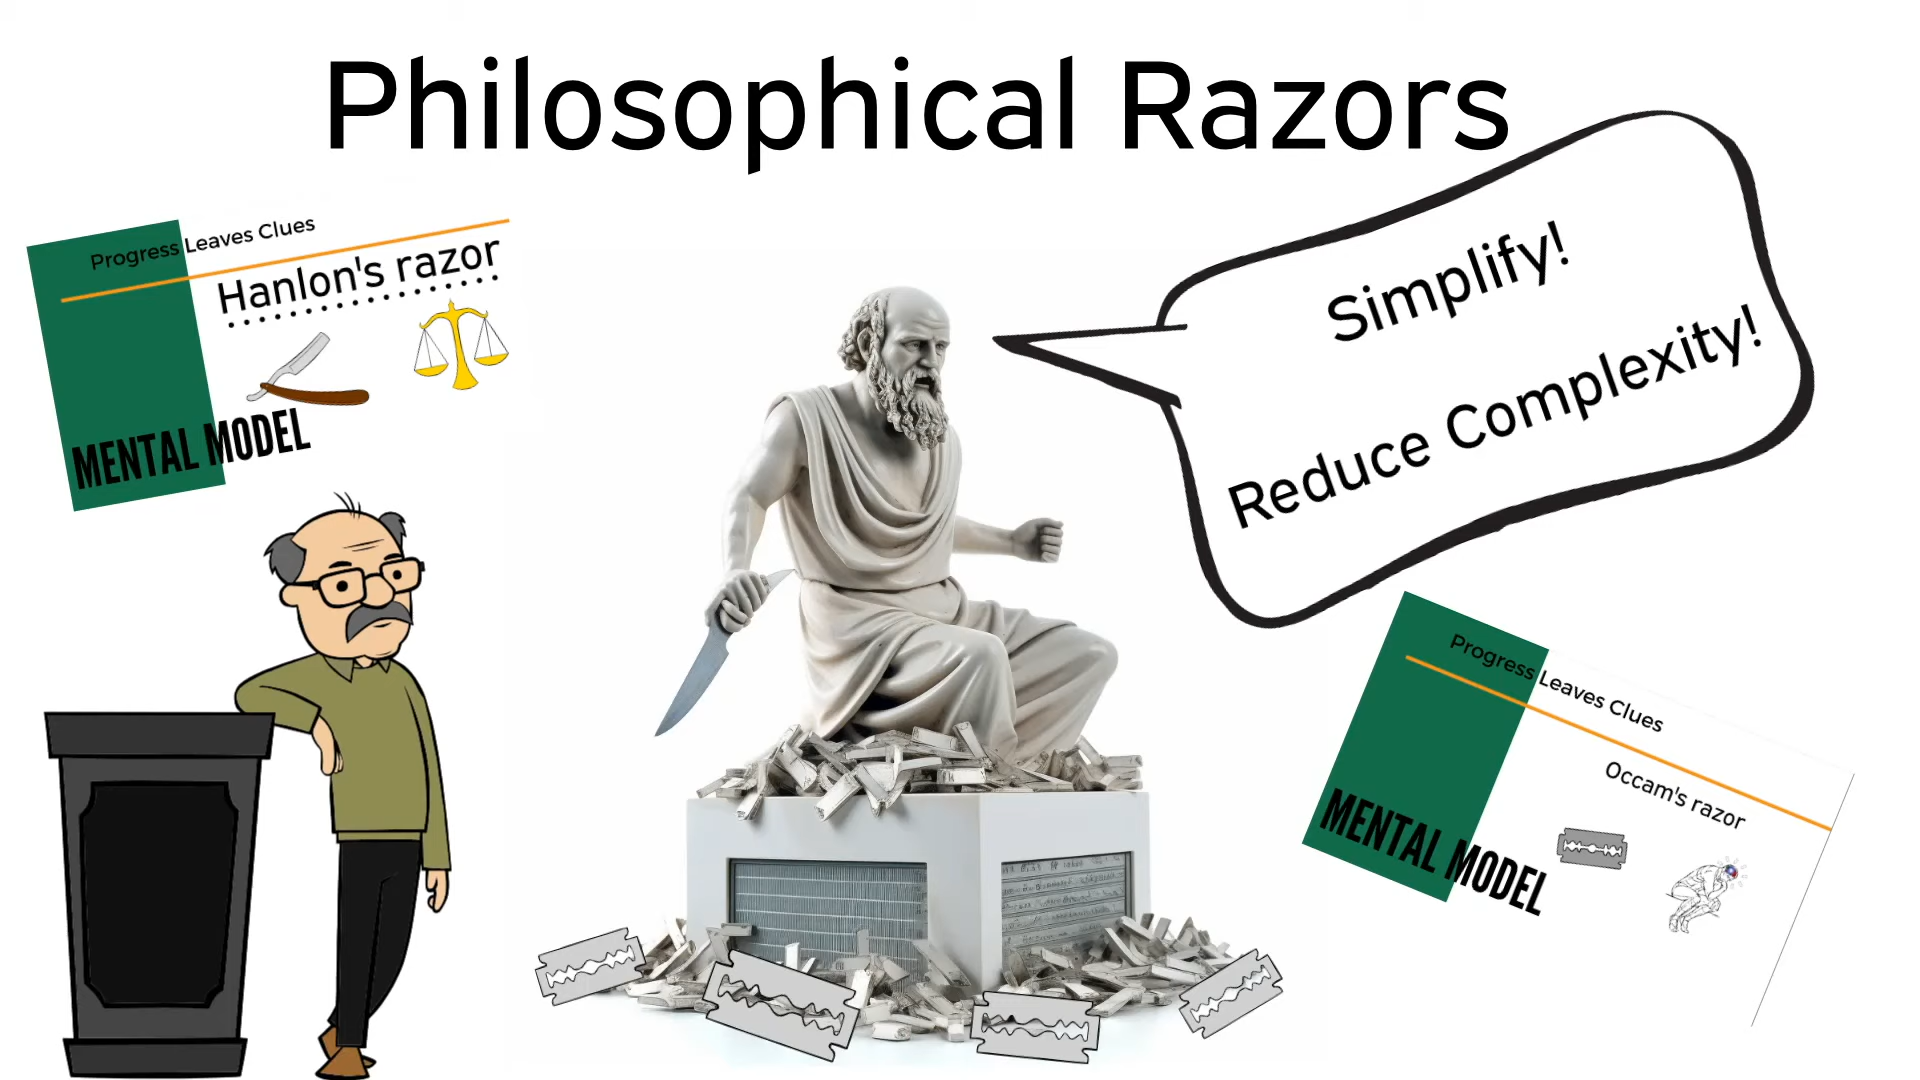 Philosophical Razors
Progress Leaves Clues
Hanlon's razor
MENTAL MODEL
Simplify!
Reduce Complexity!
Progress Leaves Clues
Occam's razor
MENTAL MODEL